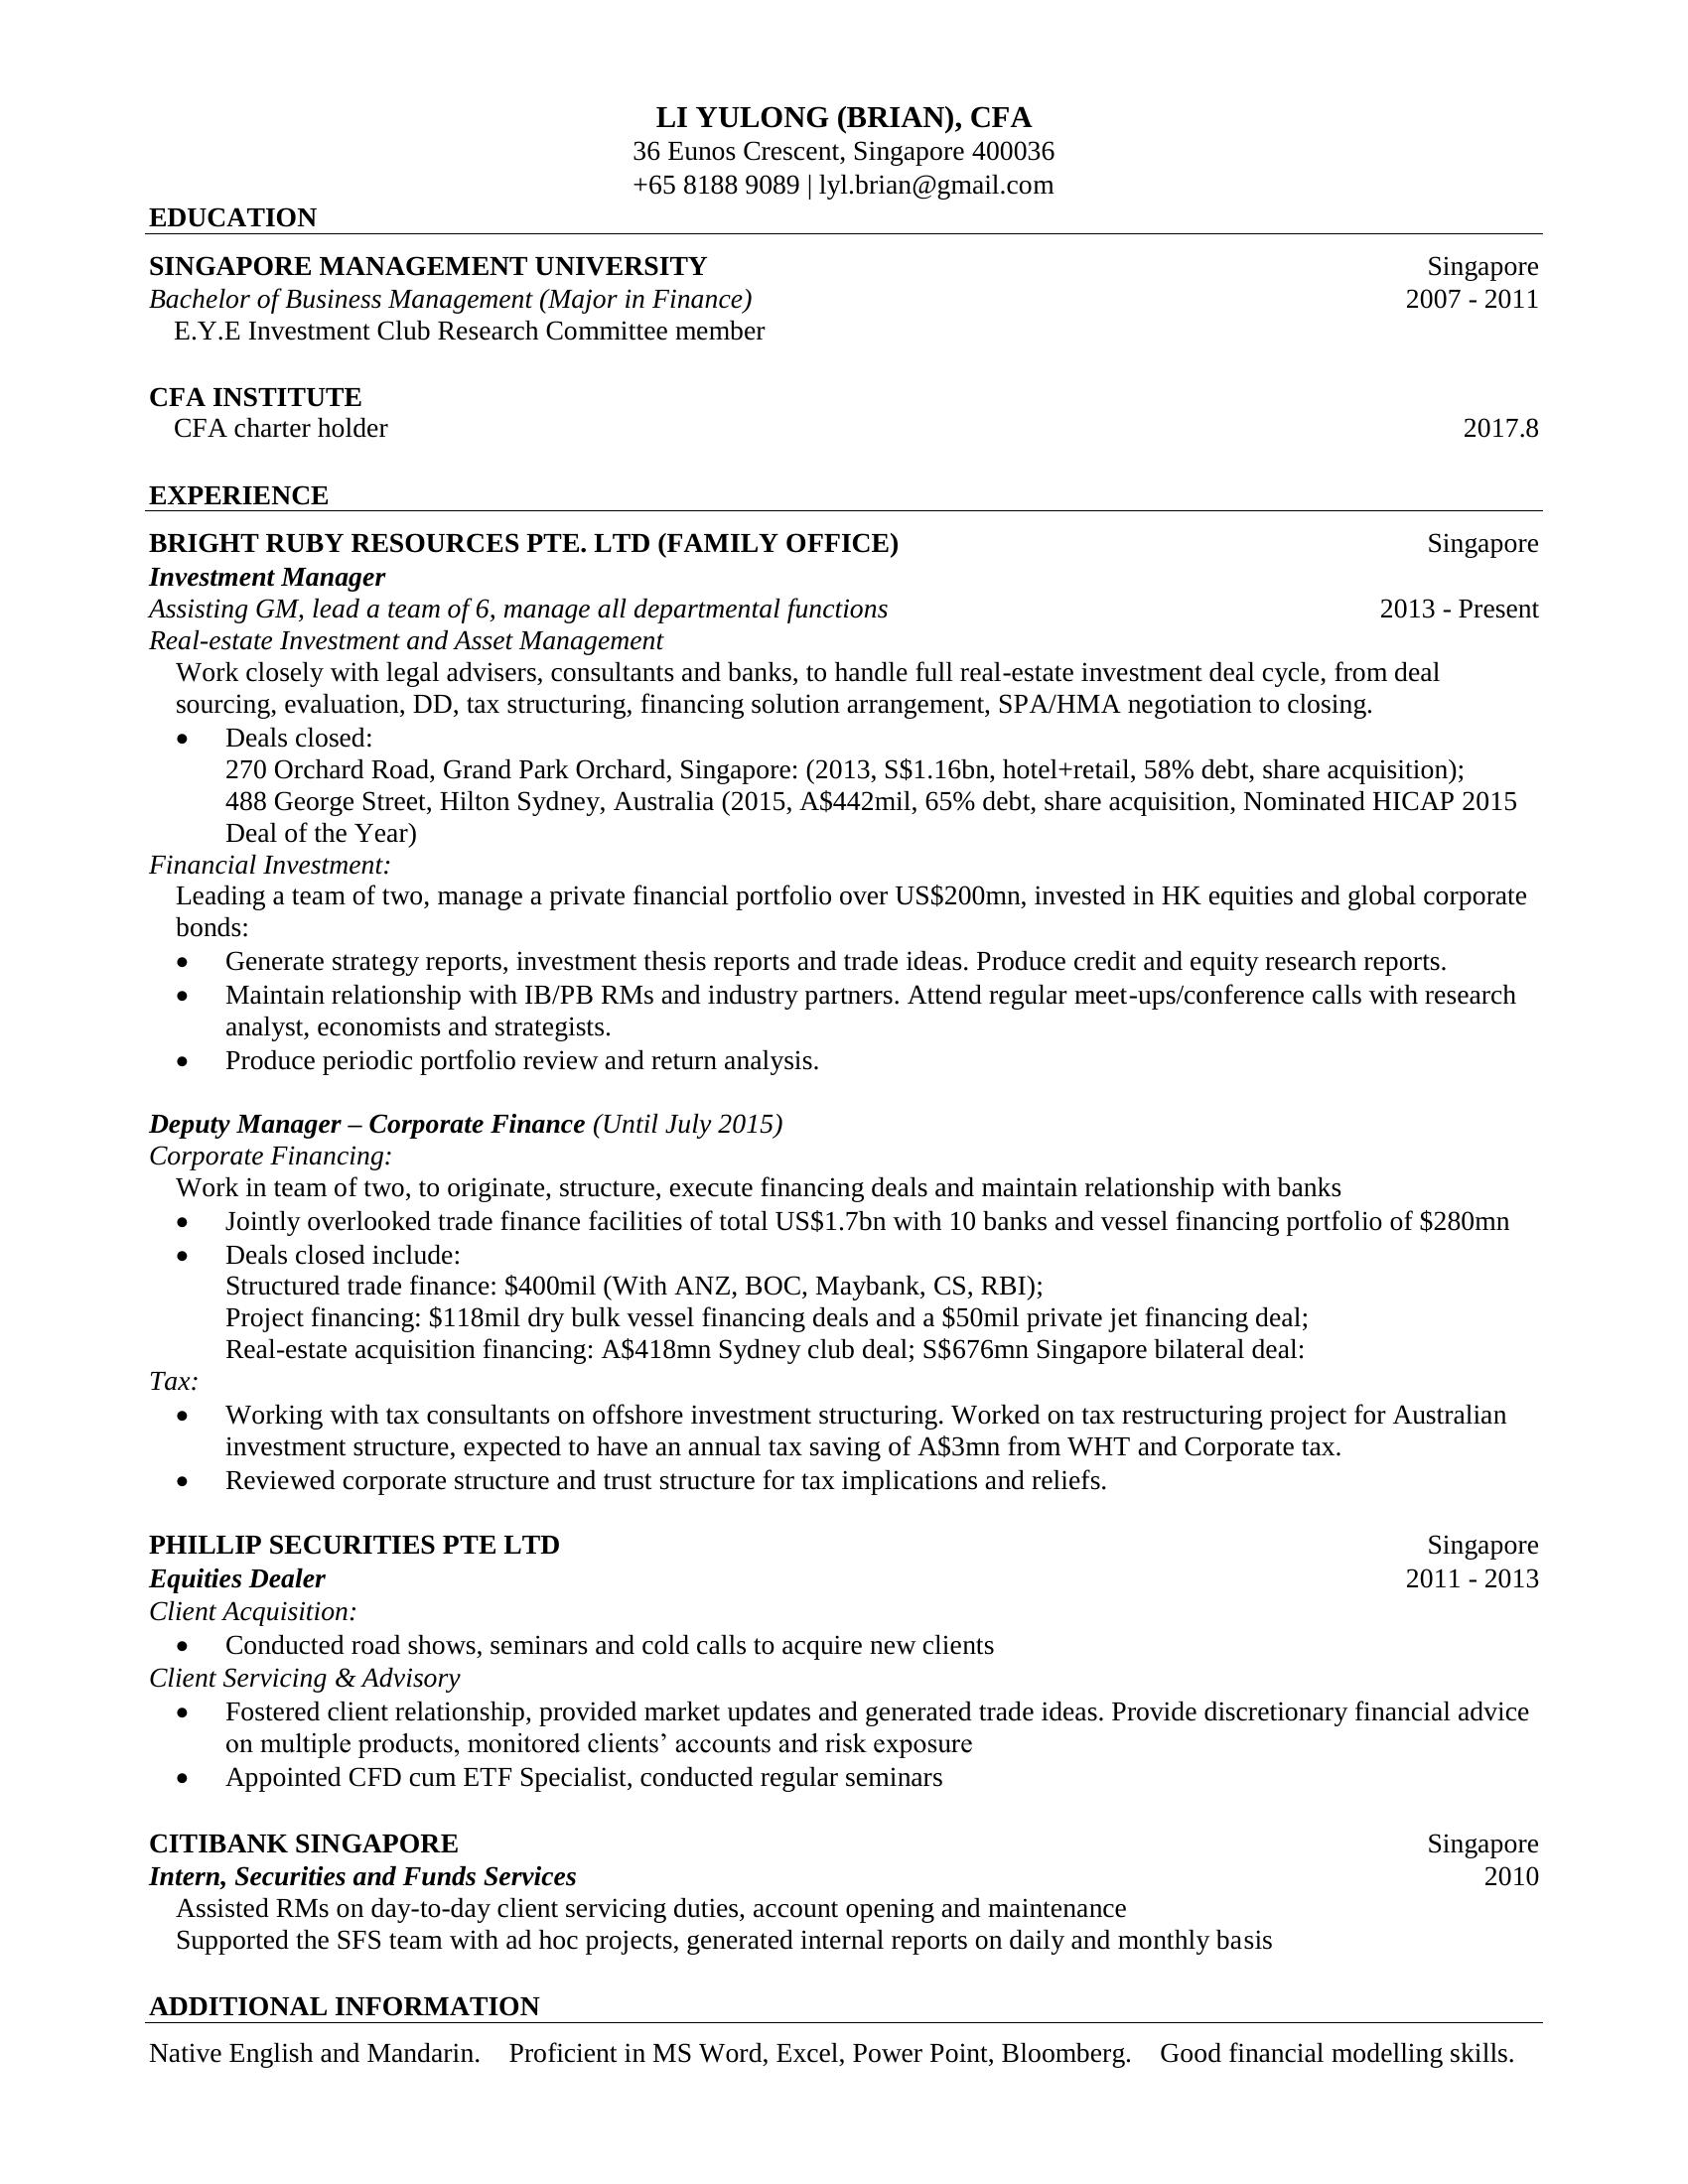 LI YULONG (BRIAN), CFA
36 Eunos Crescent, Singapore 400036
+65 8188 9089 | lyl.brian@gmail.com
EDUCATION
SINGAPORE MANAGEMENT UNIVERSITY Singapore
Bachelor of Business Management (Major in Finance) 2007 - 2011
E.Y.E Investment Club Research Committee member
CFA INSTITUTE
CFA charter holder 2017.8
EXPERIENCE
BRIGHT RUBY RESOURCES PTE. LTD (FAMILY OFFICE) Singapore
Investment Manager
Assisting GM, lead a team of 6, manage all departmental functions 2013 - Present
Real-estate Investment and Asset Management
Work closely with legal advisers, consultants and banks, to handle full real-estate investment deal cycle, from deal
sourcing, evaluation, DD, tax structuring, financing solution arrangement, SPA/HMA negotiation to closing.
• Deals closed:
270 Orchard Road, Grand Park Orchard, Singapore: (2013, S$1.16bn, hotel+retail, 58% debt, share acquisition);
488 George Street, Hilton Sydney, Australia (2015, A$442mil, 65% debt, share acquisition, Nominated HICAP 2015
Deal of the Year)
Financial Investment:
Leading a team of two, manage a private financial portfolio over US$200mn, invested in HK equities and global corporate
bonds:
• Generate strategy reports, investment thesis reports and trade ideas. Produce credit and equity research reports.
• Maintain relationship with IB/PB RMs and industry partners. Attend regular meet-ups/conference calls with research
analyst, economists and strategists.
• Produce periodic portfolio review and return analysis.
Deputy Manager – Corporate Finance (Until July 2015)
Corporate Financing:
Work in team of two, to originate, structure, execute financing deals and maintain relationship with banks
• Jointly overlooked trade finance facilities of total US$1.7bn with 10 banks and vessel financing portfolio of $280mn
• Deals closed include:
Structured trade finance: $400mil (With ANZ, BOC, Maybank, CS, RBI);
Project financing: $118mil dry bulk vessel financing deals and a $50mil private jet financing deal;
Real-estate acquisition financing: A$418mn Sydney club deal; S$676mn Singapore bilateral deal:
Tax:
• Working with tax consultants on offshore investment structuring. Worked on tax restructuring project for Australian
investment structure, expected to have an annual tax saving of A$3mn from WHT and Corporate tax.
• Reviewed corporate structure and trust structure for tax implications and reliefs.
PHILLIP SECURITIES PTE LTD Singapore
Equities Dealer 2011 - 2013
Client Acquisition:
• Conducted road shows, seminars and cold calls to acquire new clients
Client Servicing & Advisory
• Fostered client relationship, provided market updates and generated trade ideas. Provide discretionary financial advice
on multiple products, monitored clients’ accounts and risk exposure
• Appointed CFD cum ETF Specialist, conducted regular seminars
CITIBANK SINGAPORE Singapore
Intern, Securities and Funds Services 2010
Assisted RMs on day-to-day client servicing duties, account opening and maintenance
Supported the SFS team with ad hoc projects, generated internal reports on daily and monthly basis
ADDITIONAL INFORMATION
Native English and Mandarin. Proficient in MS Word, Excel, Power Point, Bloomberg. Good financial modelling skills.